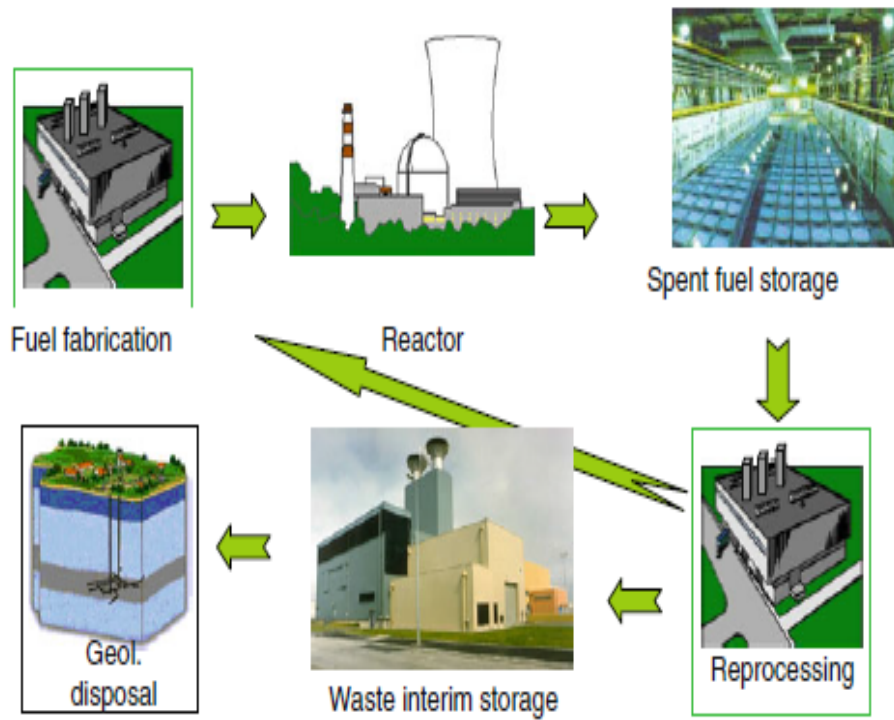 Spent fuel storage
Fuel fabrication
Reactor
Geol.
disposal
Waste interim storage
Reprocessing